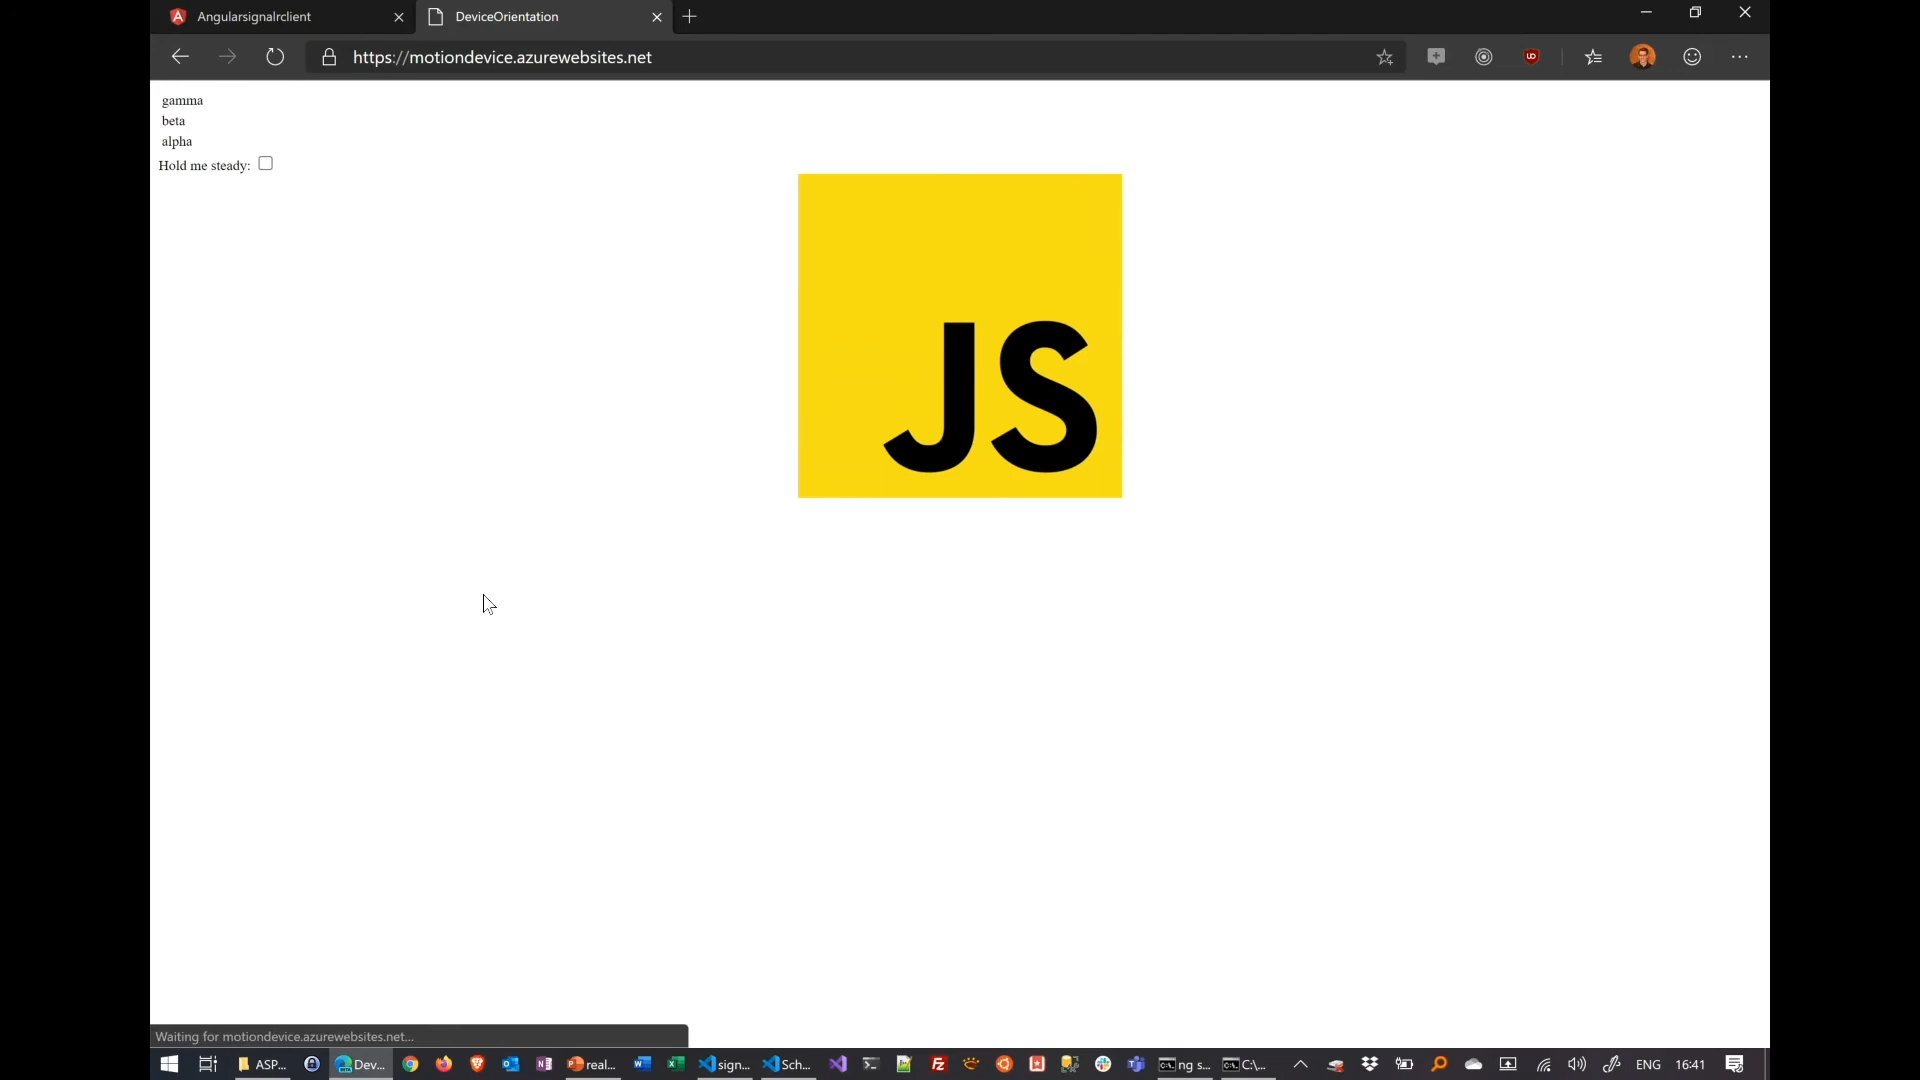 Angularsignalrclient
DeviceOrientation
https://motiondevice.azurewebsites.net
gamma
beta
alpha
Hold me steady:
JS
Waiting for motiondevice.azurewebsites.net...
ASP... Dev... real... sign... Sch... ng s... C:\... ENG 16:41